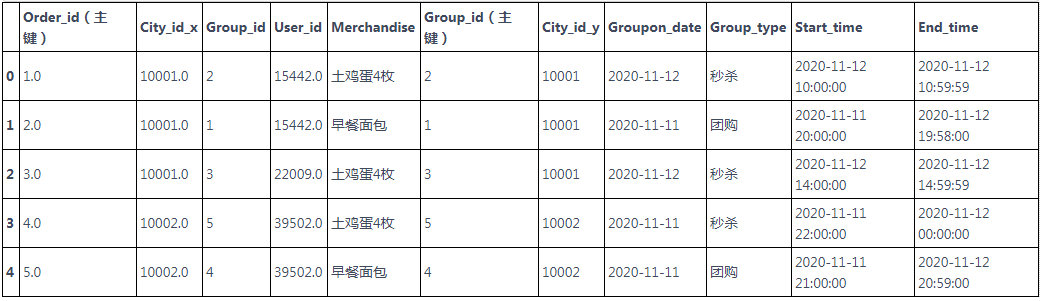 Order_id（主键） City_id_x Group_id User_id Merchandise Group_id（主键） City_id_y Groupon_date Group_type Start_time End_time
0 1.0 10001.0 2 15442.0 土鸡蛋4枚 2 10001 2020-11-12 秒杀 2020-11-12 10:00:00 2020-11-12 10:59:59
1 2.0 10001.0 1 15442.0 早餐面包 1 10001 2020-11-11 团购 2020-11-11 20:00:00 2020-11-12 19:58:00
2 3.0 10001.0 3 22009.0 土鸡蛋4枚 3 10001 2020-11-12 秒杀 2020-11-12 14:00:00 2020-11-12 14:59:59
3 4.0 10002.0 5 39502.0 土鸡蛋4枚 5 10002 2020-11-11 秒杀 2020-11-11 22:00:00 2020-11-12 00:00:00
4 5.0 10002.0 4 39502.0 早餐面包 4 10002 2020-11-11 团购 2020-11-11 21:00:00 2020-11-12 20:59:00